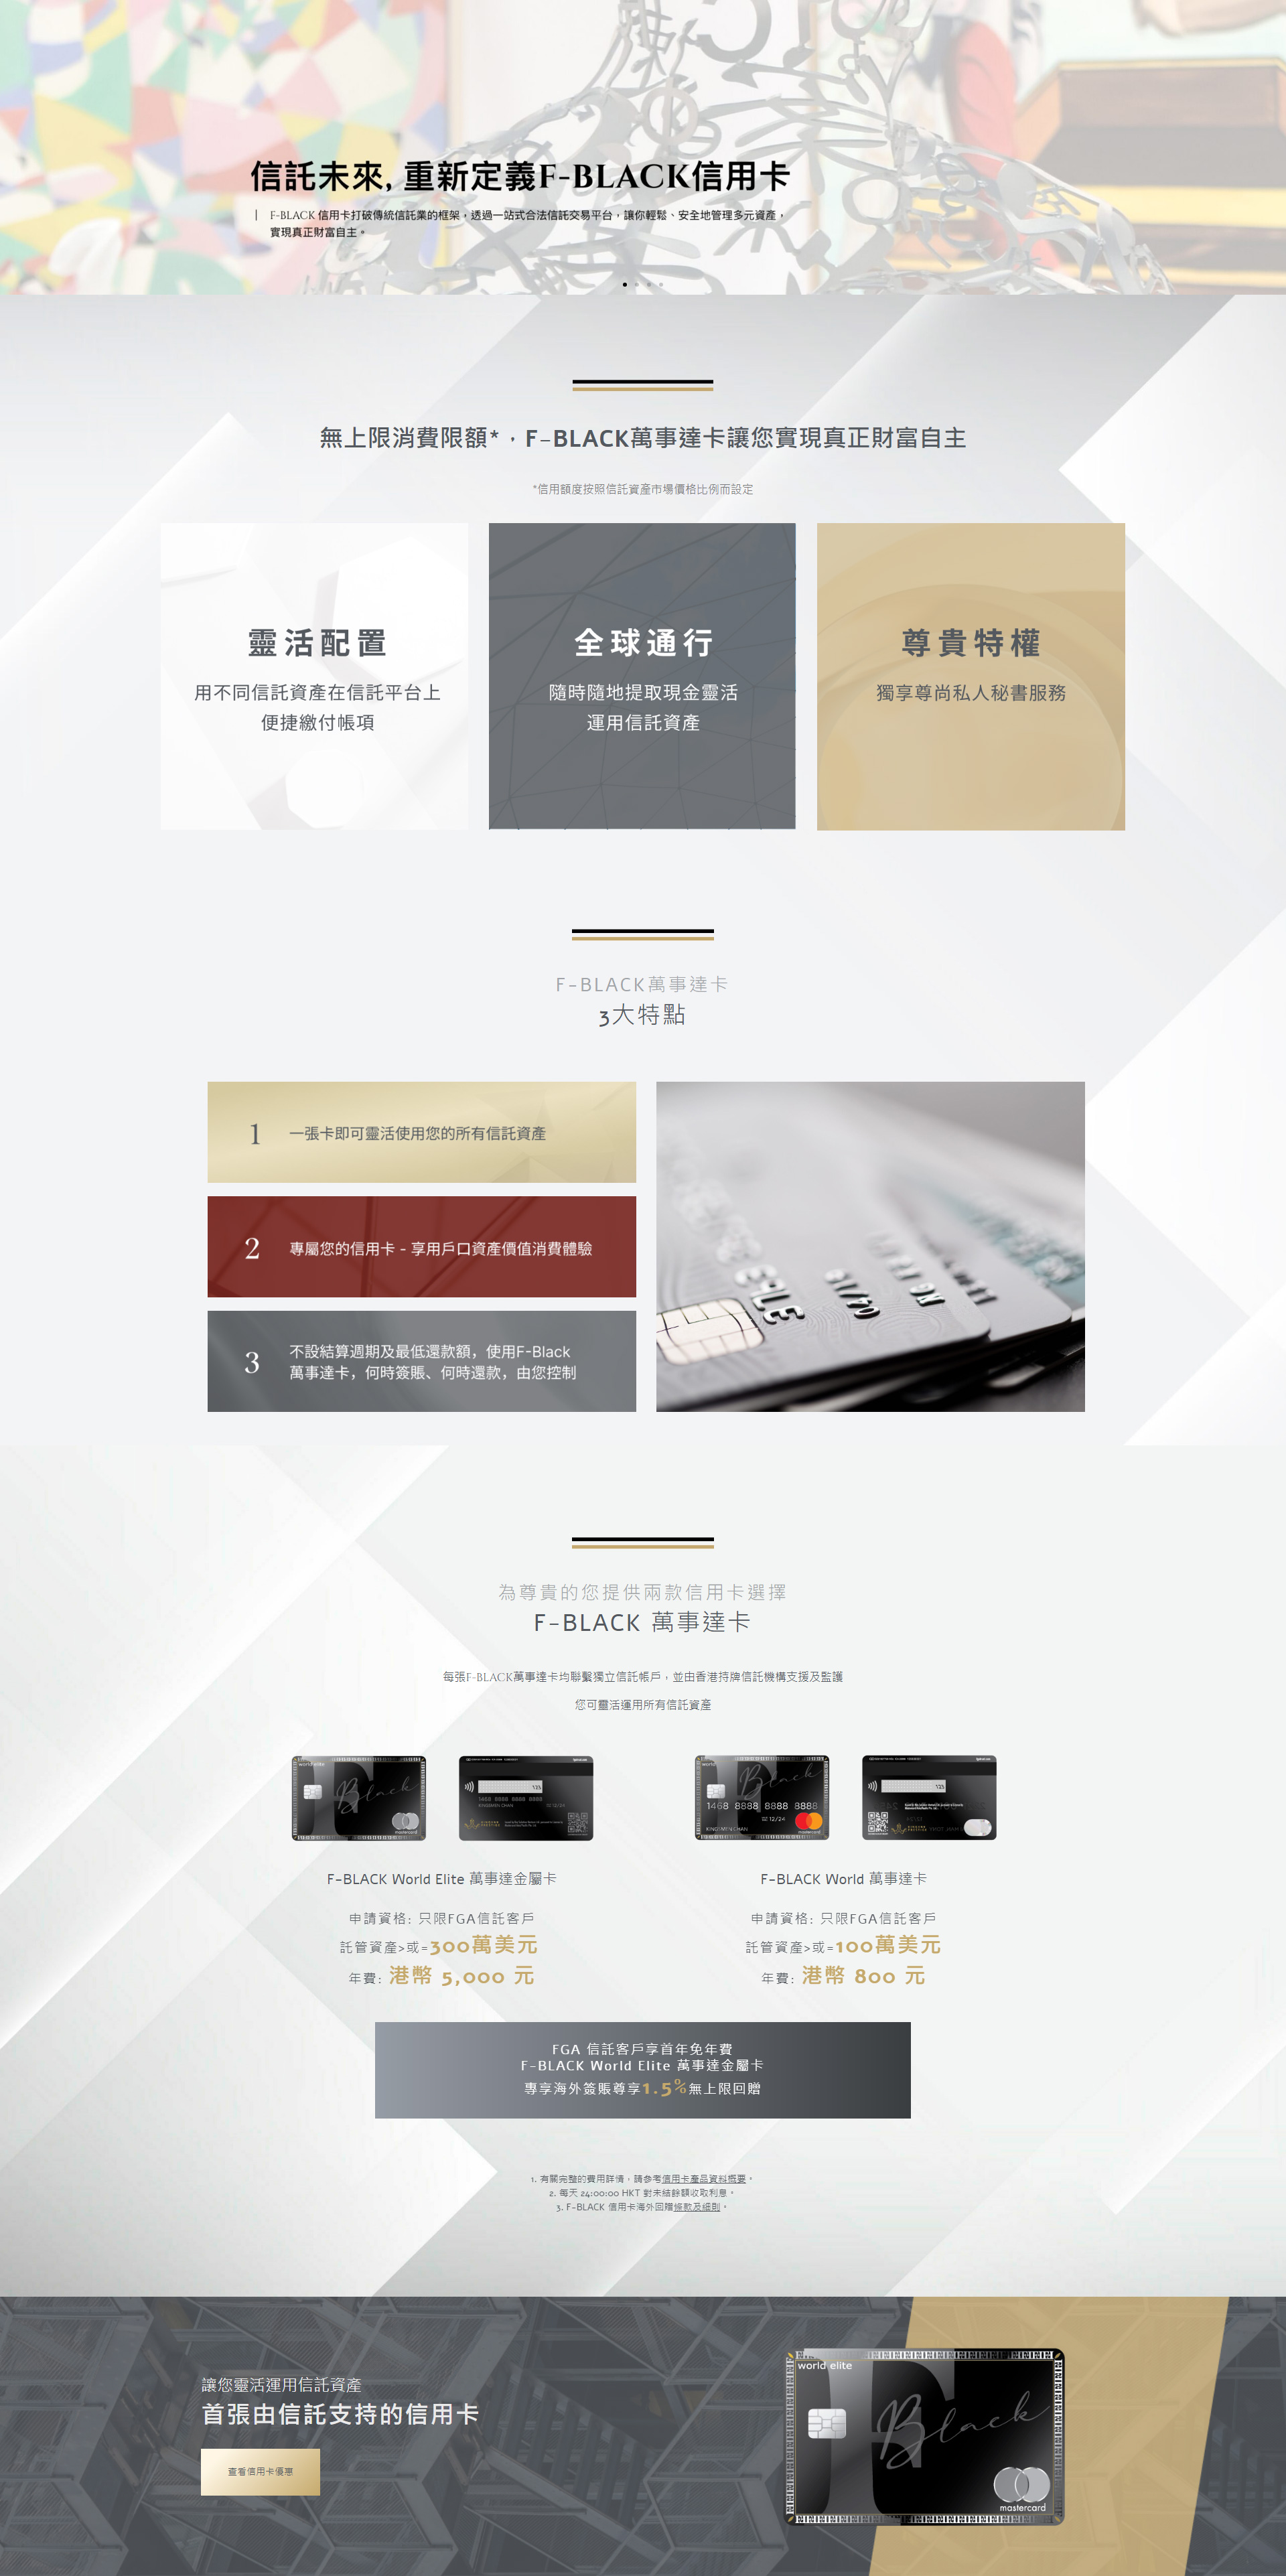 信託未來, 重新定義F-BLACK信用卡
F-BLACK 信用卡打破傳統信託業的框架，透過一站式合法信託交易平台，讓你輕鬆、安全地管理多元資產，
實現真正財富自主。
無上限消費限額*，F-BLACK萬事達卡讓您實現真正財富自主
*信用額度按照信託資產市場價格比例而設定
靈活配置
用不同信託資產在信託平台上
便捷繳付帳項
全球通行
隨時隨地提取現金靈活
運用信託資產
尊貴特權
獨享尊尚私人秘書服務
F-BLACK萬事達卡
3大特點
1 一張卡即可靈活使用您的所有信託資產
2 專屬您的信用卡 - 享用戶口資產價值消費體驗
3 不設結算週期及最低還款額，使用F-Black
萬事達卡，何時簽賬、何時還款，由您控制
為尊貴的您提供兩款信用卡選擇
F-BLACK 萬事達卡
每張F-BLACK萬事達卡均聯繫獨立信託帳戶，並由香港持牌信託機構支援及監護
您可靈活運用所有信託資產
world elite
Black
mastercard
1468 8888 8888 8888
KINGSMEN CHAN 02 12/24
world
Black
1468 8888 8888 8888
02 12/24
KINGSMEN CHAN
mastercard
F-BLACK World Elite 萬事達金屬卡
申請資格: 只限FGA信託客戶
託管資產>或=300萬美元
年費: 港幣 5,000 元
F-BLACK World 萬事達卡
申請資格: 只限FGA信託客戶
託管資產>或=100萬美元
年費: 港幣 800 元
FGA 信託客戶享首年免年費
F-BLACK World Elite 萬事達金屬卡
專享海外簽賬尊享1.5%無上限回贈
1. 有關完整的費用詳情，請參考信用卡產品資料概要。
2. 每天 24:00:00 HKT 對未結餘額收取利息。
3. F-BLACK 信用卡海外回贈條款及細則。
讓您靈活運用信託資產
首張由信託支持的信用卡
查看信用卡優惠
world elite
Black
mastercard